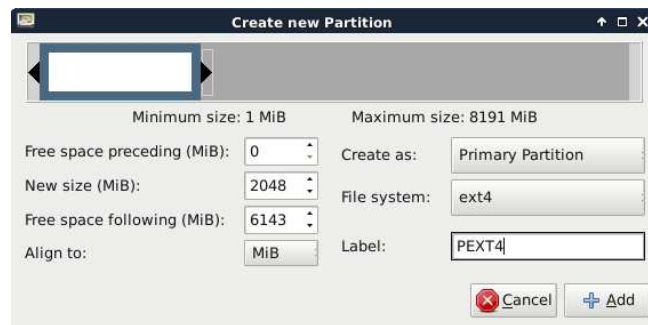 Create new Partition
Minimum size: 1 MiB Maximum size: 8191 MiB
Free space preceding (MiB): 0 Create as: Primary Partition
New size (MiB): 2048 File system: ext4
Free space following (MiB): 6143
Align to: MiB Label: PEXT4
Cancel Add